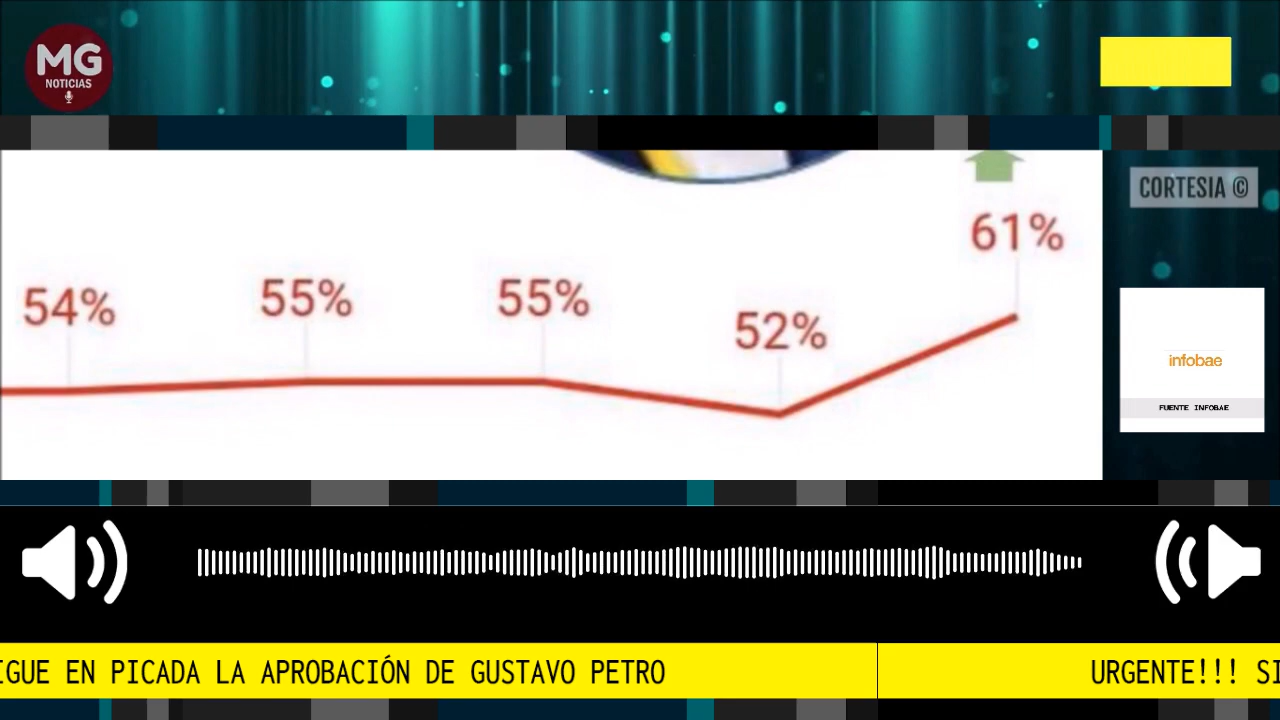 MG
NOTICIAS
CORTESIA ©
61%
54%
55%
55%
52%
infobae
FUENTE INFOBAE
IGUE EN PICADA LA APROBACIÓN DE GUSTAVO PETRO
URGENTE!!! SI